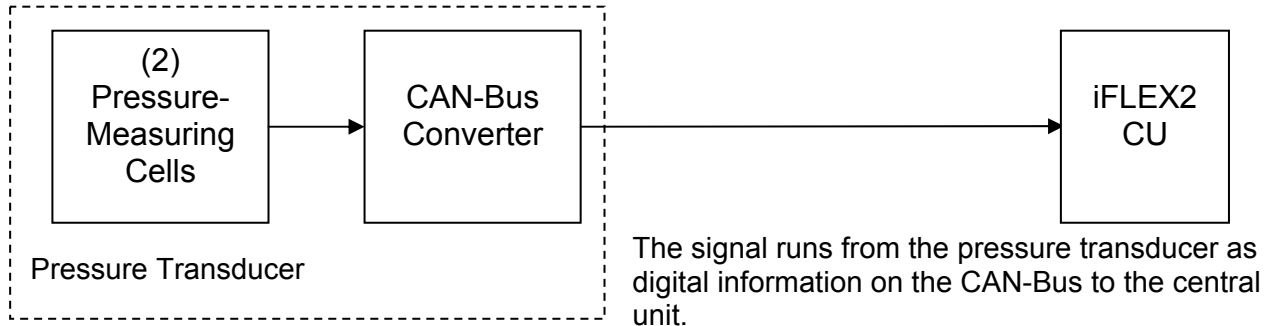 (2)
Pressure-
Measuring
Cells
CAN-Bus
Converter
iFLEX2
CU
Pressure Transducer
The signal runs from the pressure transducer as
digital information on the CAN-Bus to the central
unit.